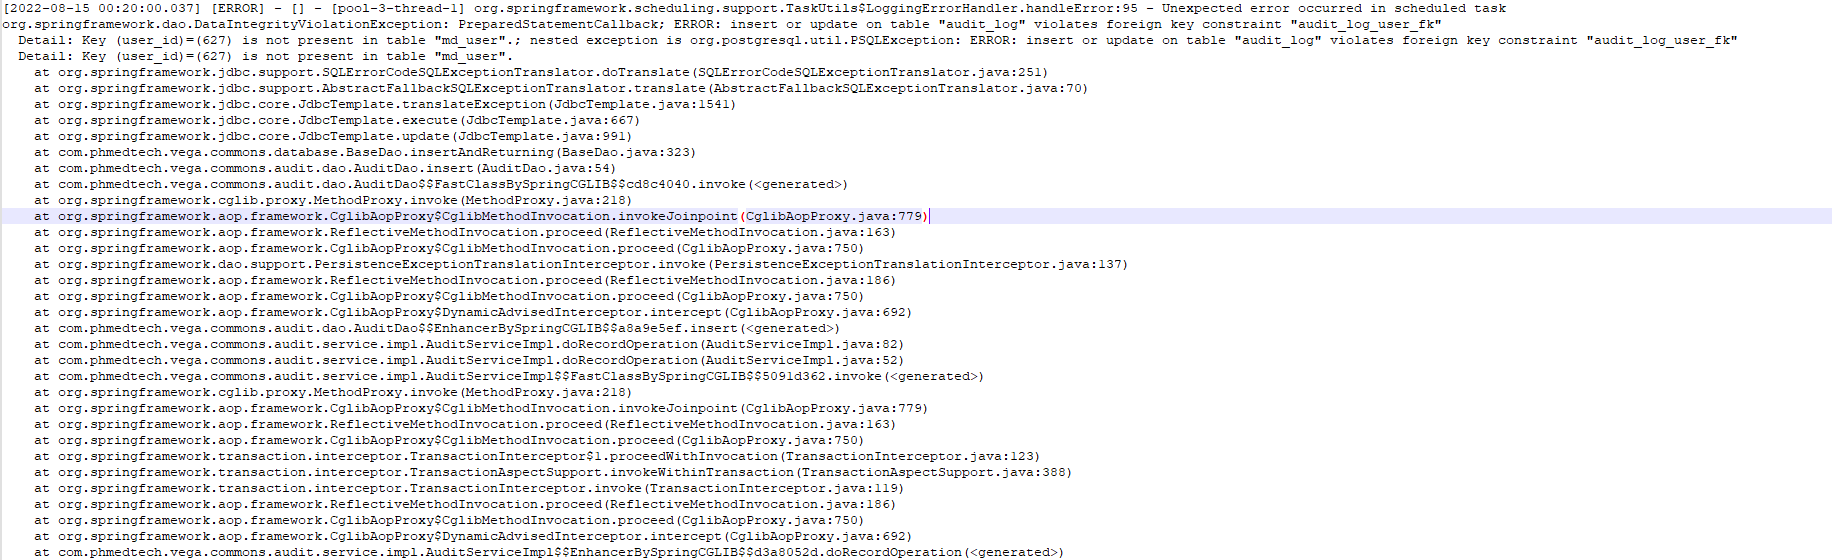 [2022-08-15 00:20:00.037] [ERROR] - [] - [pool-3-thread-1] org.springframework.scheduling.support.TaskUtils$LoggingErrorHandler.handleError:95 - Unexpected error occurred in scheduled task
org.springframework.dao.DataIntegrityViolationException: PreparedStatementCallback; ERROR: insert or update on table "audit_log" violates foreign key constraint "audit_log_user_fk"
Detail: Key (user_id)=(627) is not present in table "md_user".; nested exception is org.postgresql.util.PSQLException: ERROR: insert or update on table "audit_log" violates foreign key constraint "audit_log_user_fk"
Detail: Key (user_id)=(627) is not present in table "md_user".
at org.springframework.jdbc.support.SQLErrorCodeSQLExceptionTranslator.doTranslate(SQLErrorCodeSQLExceptionTranslator.java:251)
at org.springframework.jdbc.support.AbstractFallbackSQLExceptionTranslator.translate(AbstractFallbackSQLExceptionTranslator.java:70)
at org.springframework.jdbc.core.JdbcTemplate.translateException(JdbcTemplate.java:1541)
at org.springframework.jdbc.core.JdbcTemplate.execute(JdbcTemplate.java:667)
at org.springframework.jdbc.core.JdbcTemplate.update(JdbcTemplate.java:991)
at com.phmedtech.vega.commons.database.BaseDao.insertAndReturning(BaseDao.java:323)
at com.phmedtech.vega.commons.audit.dao.AuditDao.insert(AuditDao.java:54)
at com.phmedtech.vega.commons.audit.dao.AuditDao$$FastClassBySpringCGLIB$$cd8c4040.invoke(<generated>)
at org.springframework.cglib.proxy.MethodProxy.invoke(MethodProxy.java:218)
at org.springframework.aop.framework.CglibAopProxy$CglibMethodInvocation.invokeJoinpoint(CglibAopProxy.java:779)
at org.springframework.aop.framework.ReflectiveMethodInvocation.proceed(ReflectiveMethodInvocation.java:163)
at org.springframework.aop.framework.CglibAopProxy$CglibMethodInvocation.proceed(CglibAopProxy.java:750)
at org.springframework.dao.support.PersistenceExceptionTranslationInterceptor.invoke(PersistenceExceptionTranslationInterceptor.java:137)
at org.springframework.aop.framework.ReflectiveMethodInvocation.proceed(ReflectiveMethodInvocation.java:186)
at org.springframework.aop.framework.CglibAopProxy$CglibMethodInvocation.proceed(CglibAopProxy.java:750)
at org.springframework.aop.framework.CglibAopProxy$DynamicAdvisedInterceptor.intercept(CglibAopProxy.java:692)
at com.phmedtech.vega.commons.audit.dao.AuditDao$$EnhancerBySpringCGLIB$$a8a9e5ef.insert(<generated>)
at com.phmedtech.vega.commons.audit.service.impl.AuditServiceImpl.doRecordOperation(AuditServiceImpl.java:82)
at com.phmedtech.vega.commons.audit.service.impl.AuditServiceImpl.doRecordOperation(AuditServiceImpl.java:52)
at com.phmedtech.vega.commons.audit.service.impl.AuditServiceImpl$$FastClassBySpringCGLIB$$5091d362.invoke(<generated>)
at org.springframework.cglib.proxy.MethodProxy.invoke(MethodProxy.java:218)
at org.springframework.aop.framework.CglibAopProxy$CglibMethodInvocation.invokeJoinpoint(CglibAopProxy.java:779)
at org.springframework.aop.framework.ReflectiveMethodInvocation.proceed(ReflectiveMethodInvocation.java:163)
at org.springframework.aop.framework.CglibAopProxy$CglibMethodInvocation.proceed(CglibAopProxy.java:750)
at org.springframework.transaction.interceptor.TransactionInterceptor$1.proceedWithInvocation(TransactionInterceptor.java:123)
at org.springframework.transaction.interceptor.TransactionAspectSupport.invokeWithinTransaction(TransactionAspectSupport.java:388)
at org.springframework.transaction.interceptor.TransactionInterceptor.invoke(TransactionInterceptor.java:119)
at org.springframework.aop.framework.ReflectiveMethodInvocation.proceed(ReflectiveMethodInvocation.java:186)
at org.springframework.aop.framework.CglibAopProxy$CglibMethodInvocation.proceed(CglibAopProxy.java:750)
at org.springframework.aop.framework.CglibAopProxy$DynamicAdvisedInterceptor.intercept(CglibAopProxy.java:692)
at com.phmedtech.vega.commons.audit.service.impl.AuditServiceImpl$$EnhancerBySpringCGLIB$$d3a8052d.doRecordOperation(<generated>)